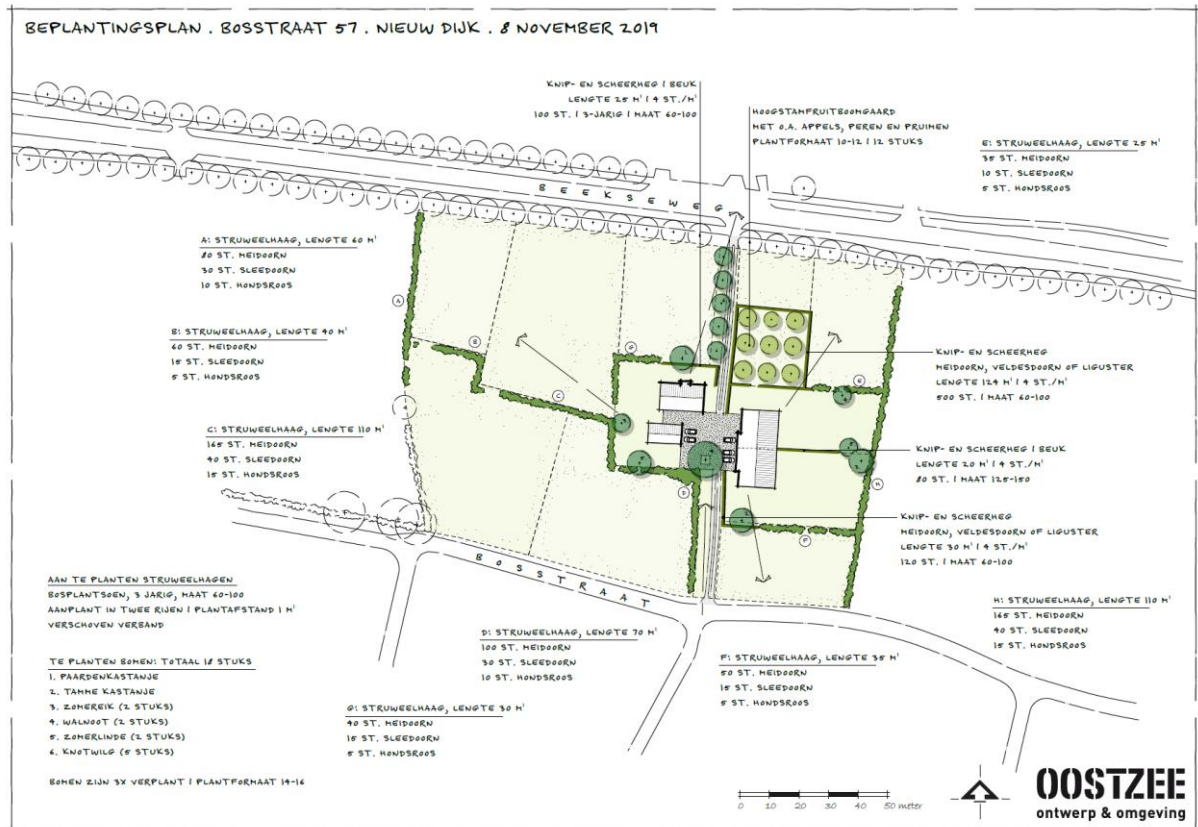 BEPLANTINGSPLAN . BOSSTRAAT 57 . NIEUW DIJK . 8 NOVEMBER 2019
KNIP- EN SCHEERHEG | BEUK
LENGTE 25 M' | 4 ST./M'
100 ST. | 3-JARIG | MAAT 60-100
HOOGSTAMFRUITBOOMGAARD
MET O.A. APPELS, PEREN EN PRUIMEN
PLANTFORMAAT 10-12 | 12 STUKS
E: STRUWEELHAAG, LENGTE 25 M'
35 ST. MEIDOORN
10 ST. SLEEDOORN
5 ST. HONDSROOS
BEEKSEWEG
A: STRUWEELHAAG, LENGTE 60 M'
80 ST. MEIDOORN
30 ST. SLEEDOORN
10 ST. HONDSROOS
A
B: STRUWEELHAAG, LENGTE 40 M'
60 ST. MEIDOORN
15 ST. SLEEDOORN
5 ST. HONDSROOS
B
G
E
KNIP- EN SCHEERHEG
MEIDOORN, VELDESDOORN OF LIGUSTER
LENGTE 124 M' | 4 ST./M'
500 ST. | MAAT 60-100
C
C: STRUWEELHAAG, LENGTE 110 M'
165 ST. MEIDOORN
40 ST. SLEEDOORN
15 ST. HONDSROOS
KNIP- EN SCHEERHEG | BEUK
LENGTE 20 M' | 4 ST./M'
80 ST. | MAAT 125-150
H
D
F
KNIP- EN SCHEERHEG
MEIDOORN, VELDESDOORN OF LIGUSTER
LENGTE 30 M' | 4 ST./M'
120 ST. | MAAT 60-100
BOSSTRAAT
AAN TE PLANTEN STRUWEELHAGEN
BOSPLANTSOEN, 3 JARIG, MAAT 60-100
AANPLANT IN TWEE RIJEN | PLANTAFSTAND 1 M'
VERSCHOVEN VERBAND
H: STRUWEELHAAG, LENGTE 110 M'
165 ST. MEIDOORN
40 ST. SLEEDOORN
15 ST. HONDSROOS
D: STRUWEELHAAG, LENGTE 70 M'
100 ST. MEIDOORN
30 ST. SLEEDOORN
10 ST. HONDSROOS
F: STRUWEELHAAG, LENGTE 35 M'
50 ST. MEIDOORN
15 ST. SLEEDOORN
5 ST. HONDSROOS
TE PLANTEN BOMEN: TOTAAL 18 STUKS
1. PAARDENKASTANJE
2. TAMME KASTANJE
3. ZOMEREIK (2 STUKS)
4. WALNOOT (2 STUKS)
5. ZOMERLINDE (2 STUKS)
6. KNOTWILG (5 STUKS)
G: STRUWEELHAAG, LENGTE 30 M'
40 ST. MEIDOORN
15 ST. SLEEDOORN
5 ST. HONDSROOS
BOMEN ZIJN 3X VERPLANT | PLANTFORMAAT 14-16
0 10 20 30 40 50 meter
OOSTZEE
ontwerp & omgeving